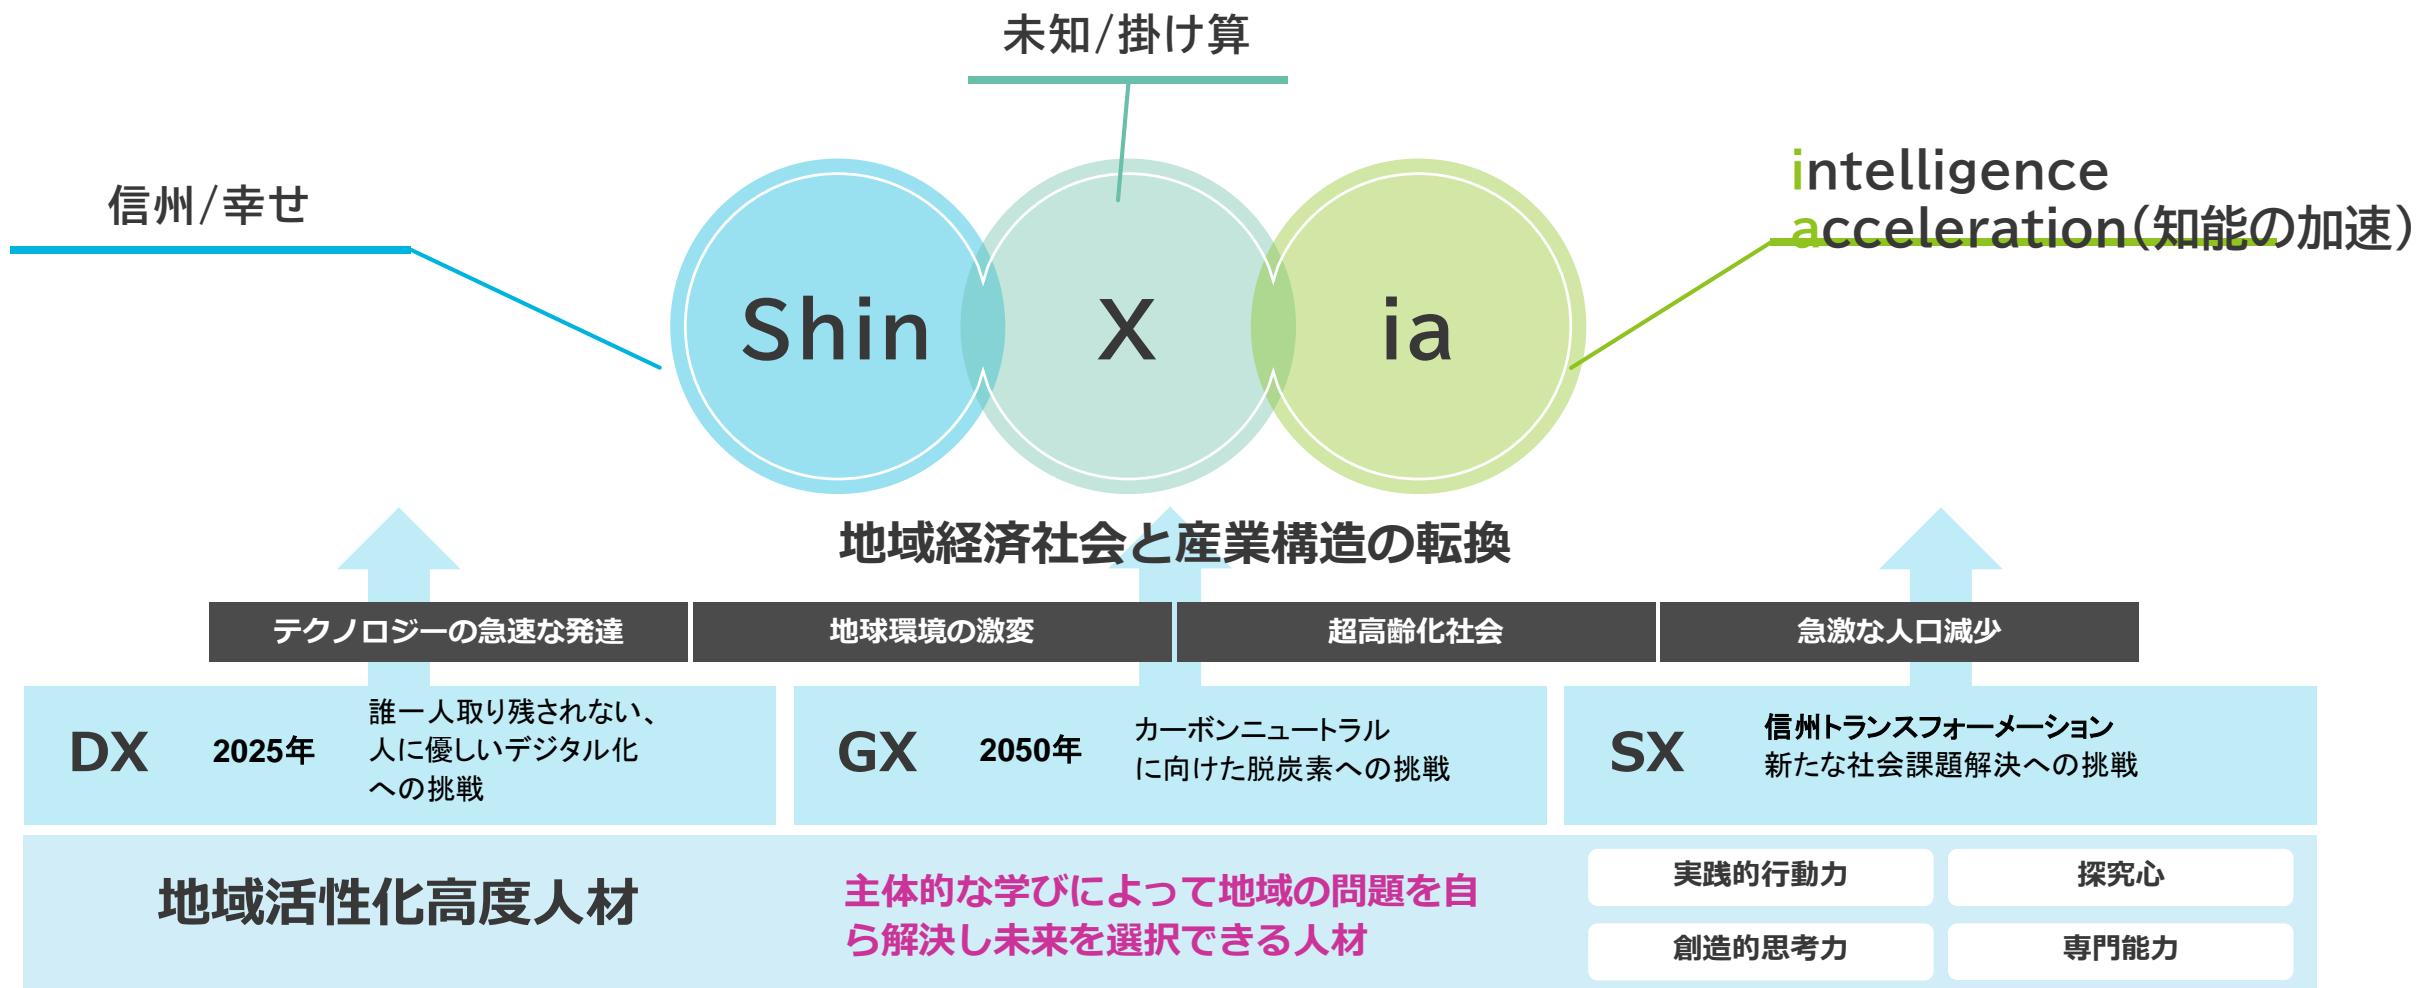 未知/掛け算
信州/幸せ
intelligence
acceleration(知能の加速)
Shin
X
ia
地域経済社会と産業構造の転換
テクノロジーの急速な発達
地球環境の激変
超高齢化社会
急激な人口減少
DX
2025年
誰一人取り残されない、
人に優しいデジタル化
への挑戦
GX
2050年
カーボンニュートラル
に向けた脱炭素への挑戦
SX
信州トランスフォーメーション
新たな社会課題解決への挑戦
地域活性化高度人材
主体的な学びによって地域の問題を自
ら解決し未来を選択できる人材
実践的行動力
探究心
創造的思考力
専門能力